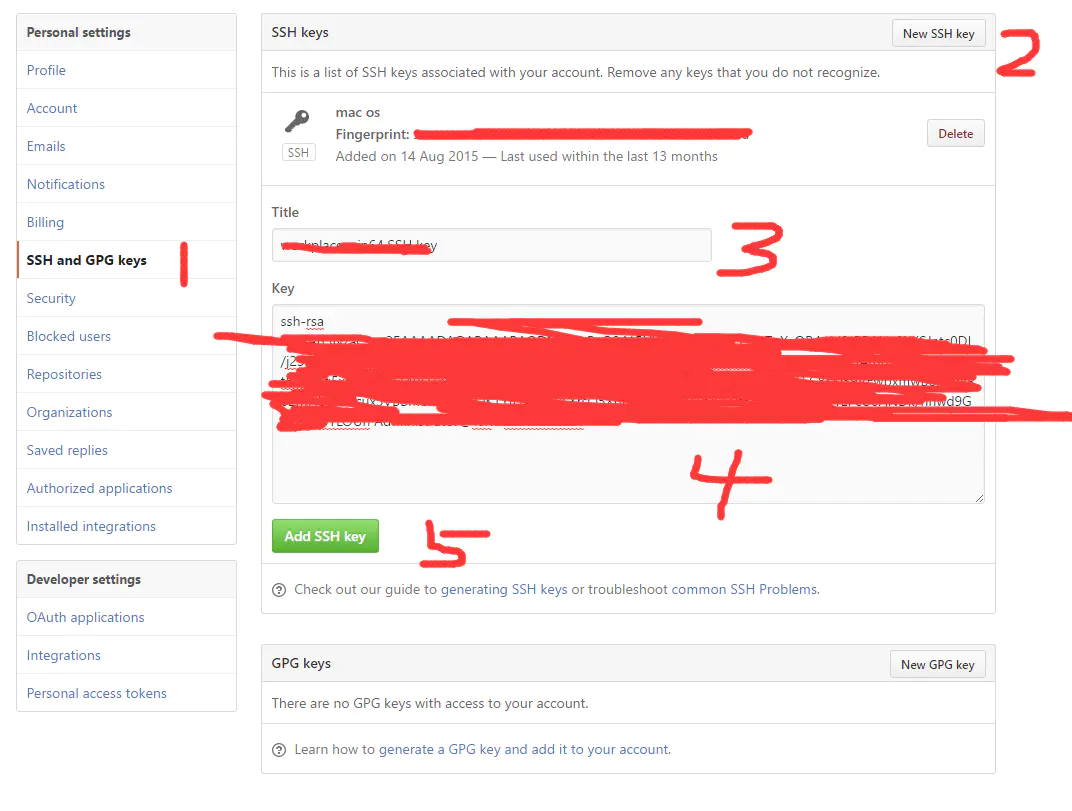 Personal settings
Profile
Account
Emails
Notifications
Billing
SSH and GPG keys
1
Security
Blocked users
Repositories
Organizations
Saved replies
Authorized applications
Installed integrations
Developer settings
OAuth applications
Integrations
Personal access tokens
SSH keys
New SSH key
2
This is a list of SSH keys associated with your account. Remove any keys that you do not recognize.
SSH
mac os
Fingerprint:
Added on 14 Aug 2015 — Last used within the last 13 months
Delete
Title
SSH key
3
Key
ssh-rsa
4
Add SSH key
5
Check out our guide to generating SSH keys or troubleshoot common SSH Problems.
GPG keys
New GPG key
There are no GPG keys with access to your account.
Learn how to generate a GPG key and add it to your account.